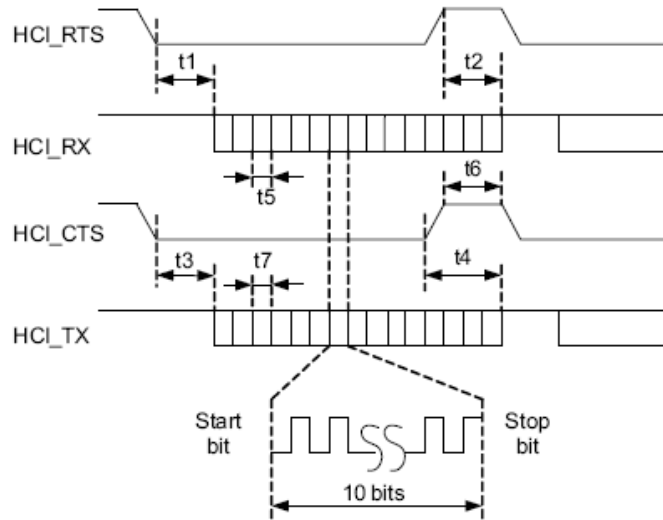 HCI_RTS
t1
t2
HCI_RX
t5
t6
HCI_CTS
t3
t7
t4
HCI_TX
Start
bit
Stop
bit
10 bits